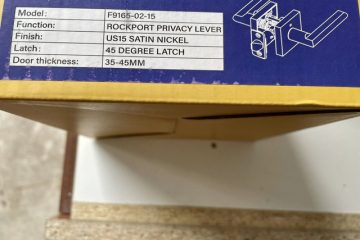 Model: F9165-02-15
Function: ROCKPORT PRIVACY LEVER
Finish: US15 SATIN NICKEL
Latch: 45 DEGREE LATCH
Door thickness: 35-45MM